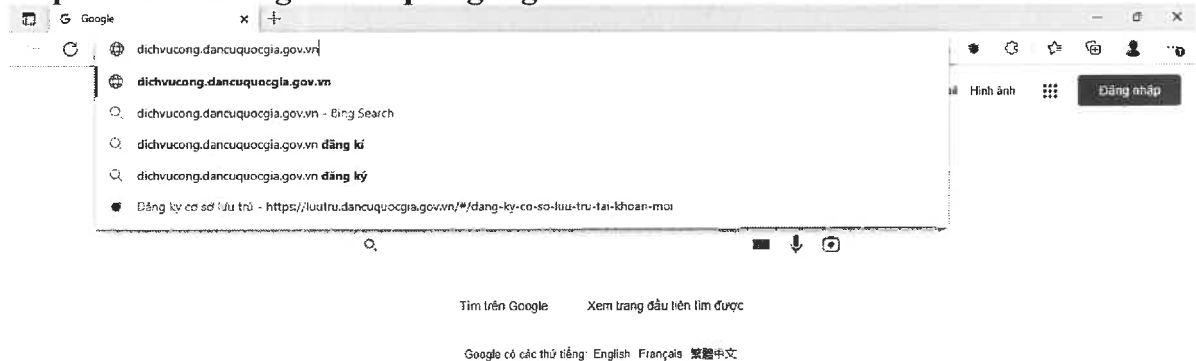 Google
dichvucong.dancuquocgia.gov.vn
dichvucong.dancuquocgia.gov.vn
dichvucong.dancuquocgia.gov.vn - Bing Search
dichvucong.dancuquocgia.gov.vn đăng kí
dichvucong.dancuquocgia.gov.vn đăng ký
Đăng ký cơ sở lưu trú - https://luutru.dancuquocgia.gov.vn/#/dang-ky-co-so-luu-tru-tai-khoan-moi
Hình ảnh
Đăng nhập
Tìm trên Google Xem trang đầu tiên tìm được
Google có các thứ tiếng: English Français 繁體中文